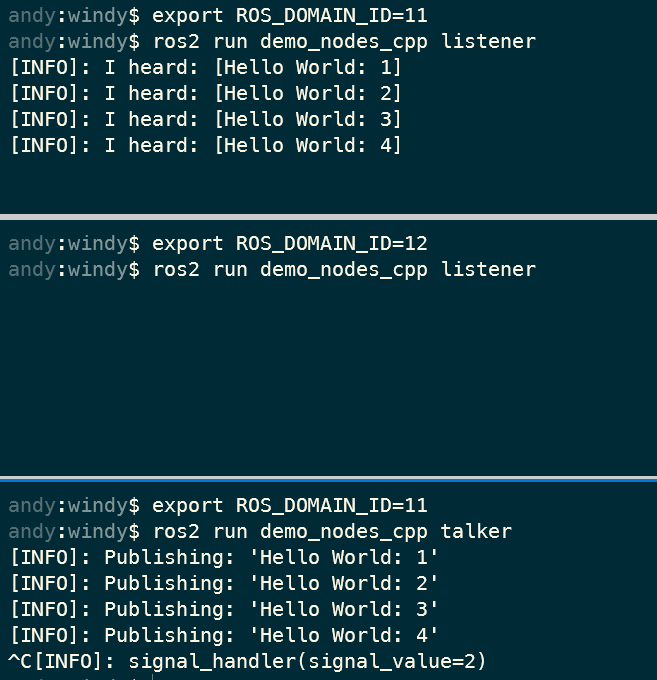 andy:windy$ export ROS_DOMAIN_ID=11
andy:windy$ ros2 run demo_nodes_cpp listener
[INFO]: I heard: [Hello World: 1]
[INFO]: I heard: [Hello World: 2]
[INFO]: I heard: [Hello World: 3]
[INFO]: I heard: [Hello World: 4]
andy:windy$ export ROS_DOMAIN_ID=12
andy:windy$ ros2 run demo_nodes_cpp listener
andy:windy$ export ROS_DOMAIN_ID=11
andy:windy$ ros2 run demo_nodes_cpp talker
[INFO]: Publishing: 'Hello World: 1'
[INFO]: Publishing: 'Hello World: 2'
[INFO]: Publishing: 'Hello World: 3'
[INFO]: Publishing: 'Hello World: 4'
^C[INFO]: signal_handler(signal_value=2)